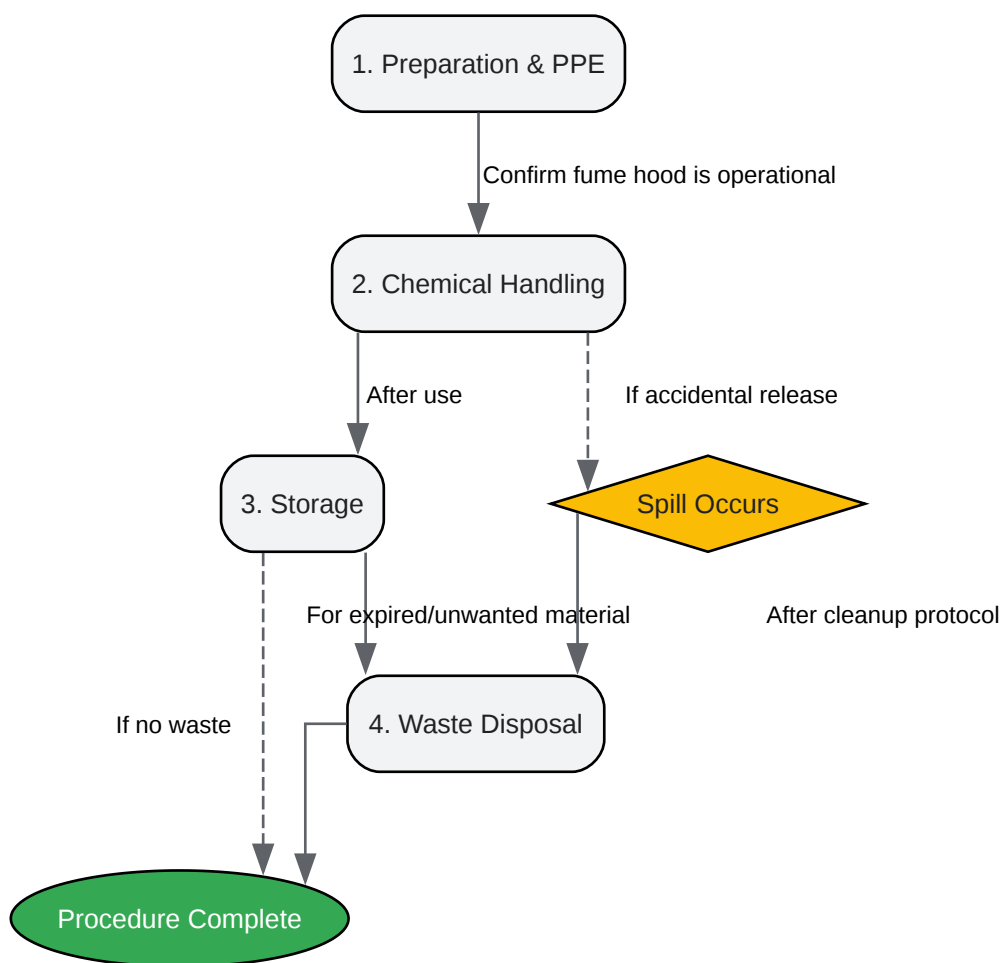 1. Preparation & PPE
Confirm fume hood is operational
2. Chemical Handling
After use
If accidental release
3. Storage
Spill Occurs
For expired/unwanted material
After cleanup protocol
If no waste
4. Waste Disposal
Procedure Complete